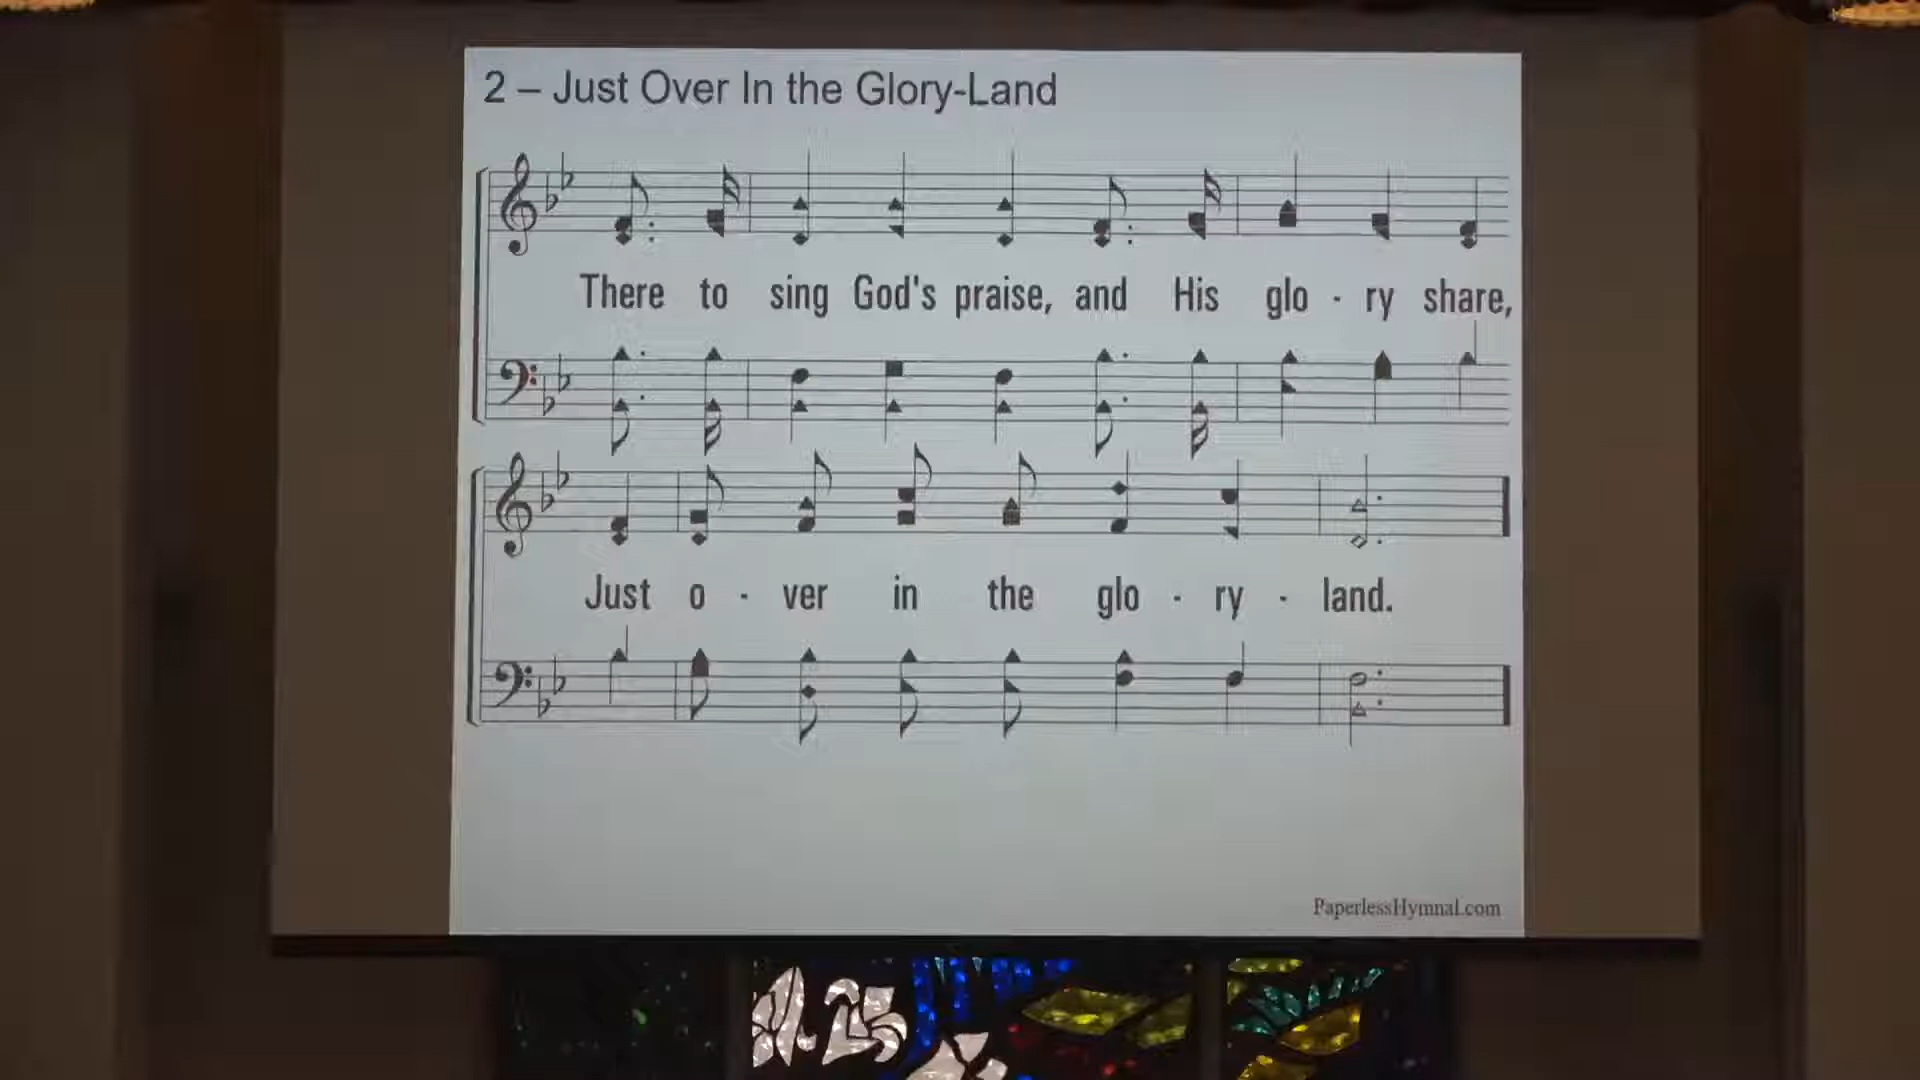 2 – Just Over In the Glory-Land
There to sing God's praise, and His glo - ry share,
Just o - ver in the glo - ry - land.
PaperlessHymnal.com